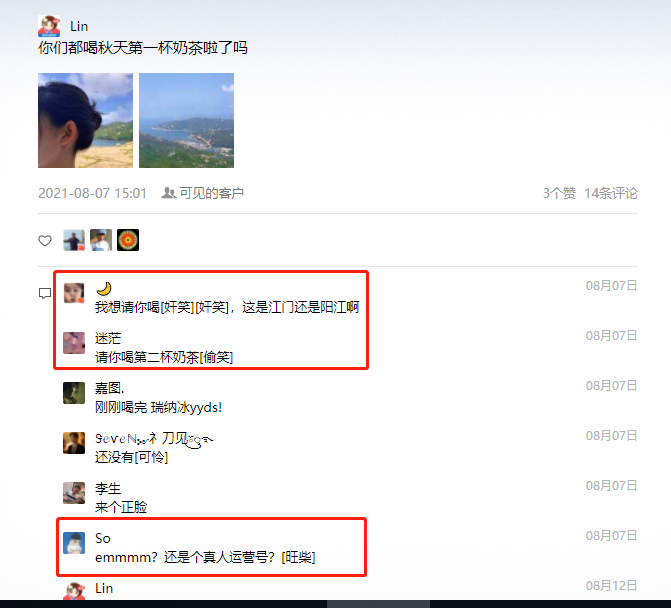 Lin
你们都喝秋天第一杯奶茶啦了吗
2021-08-07 15:01 可见的客户 3个赞 14条评论
🌙 08月07日
我想请你喝[奸笑][奸笑]，这是江门还是阳江啊
迷茫 08月07日
请你喝第二杯奶茶[偷笑]
嘉图. 08月07日
刚刚喝完 瑞纳冰yyds!
08月07日
还没有[可怜]
李生 08月07日
来个正脸
So 08月07日
emmmm？还是个真人运营号？[旺柴]
Lin 08月12日